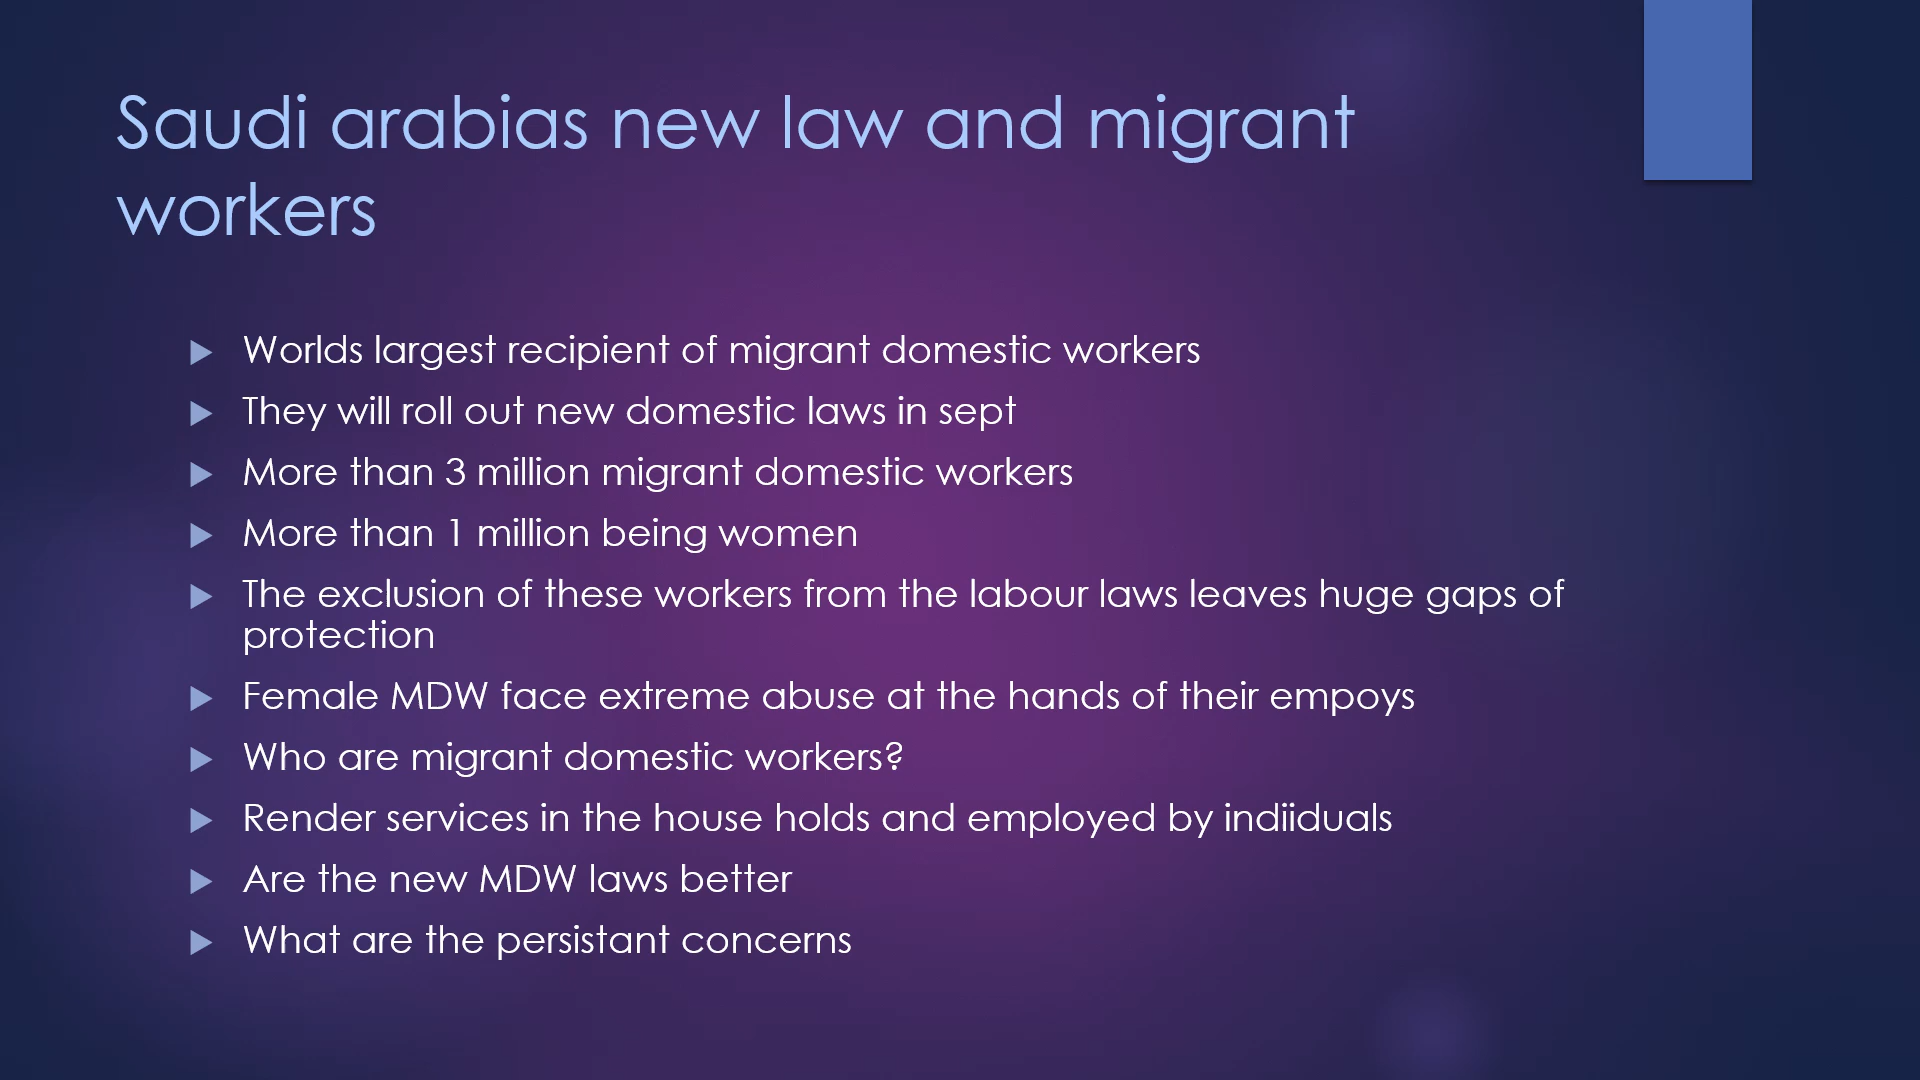 Saudi arabias new law and migrant
workers
Worlds largest recipient of migrant domestic workers
They will roll out new domestic laws in sept
More than 3 million migrant domestic workers
More than 1 million being women
The exclusion of these workers from the labour laws leaves huge gaps of
protection
Female MDW face extreme abuse at the hands of their empoys
Who are migrant domestic workers?
Render services in the house holds and employed by indiiduals
Are the new MDW laws better
What are the persistant concerns